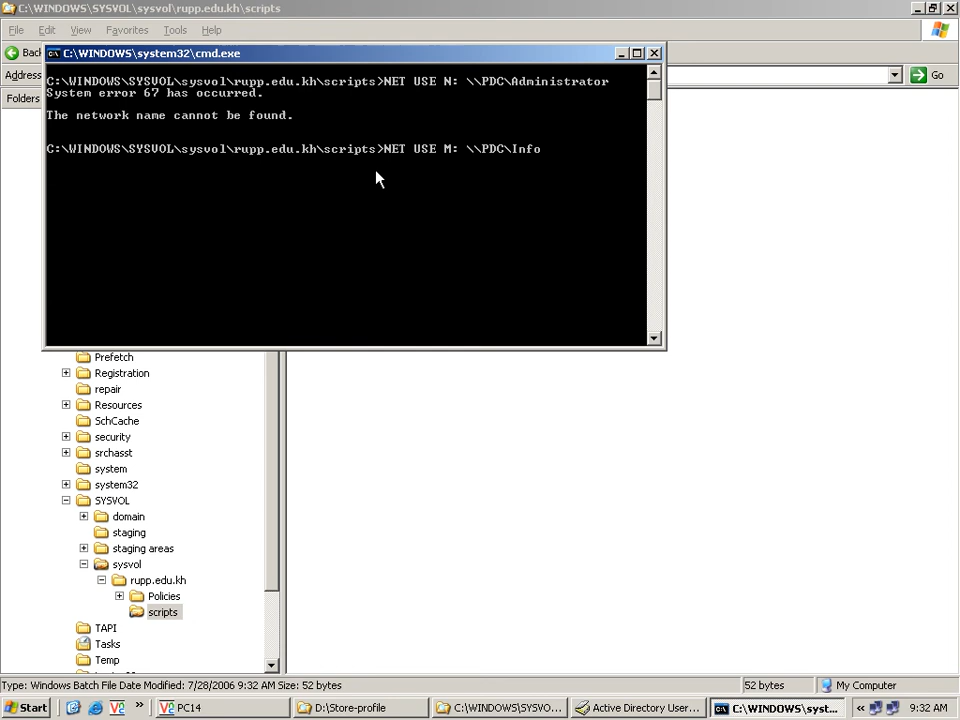 C:\WINDOWS\SYSVOL\sysvol\rupp.edu.kh\scripts
File Edit View Favorites Tools Help
Back
Address
Go
Folders
C:\WINDOWS\system32\cmd.exe
C:\WINDOWS\SYSVOL\sysvol\rupp.edu.kh\scripts>NET USE N: \\PDC\Administrator
System error 67 has occurred.
The network name cannot be found.
C:\WINDOWS\SYSVOL\sysvol\rupp.edu.kh\scripts>NET USE M: \\PDC\Info
Prefetch
Registration
repair
Resources
SchCache
security
srchasst
system
system32
SYSVOL
domain
staging
staging areas
sysvol
rupp.edu.kh
Policies
scripts
TAPI
Tasks
Temp
Type: Windows Batch File Date Modified: 7/28/2006 9:32 AM Size: 52 bytes
52 bytes
My Computer
Start
PC14
D:\Store-profile
C:\WINDOWS\SYSVO...
Active Directory User...
C:\WINDOWS\syst...
9:32 AM